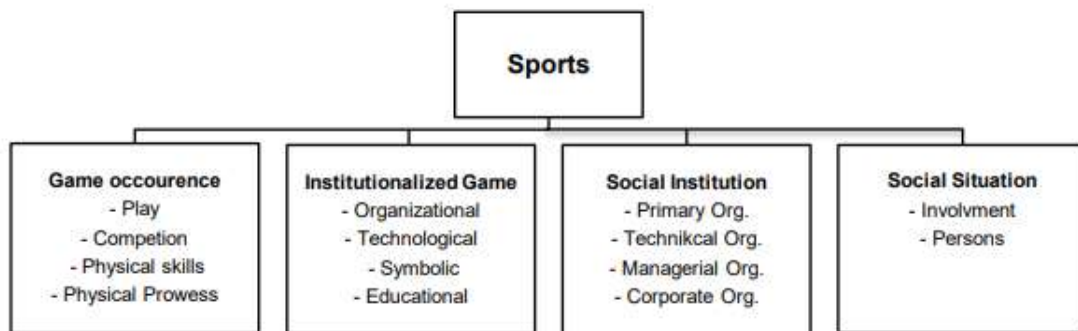 Sports
Game occourence
- Play
- Competion
- Physical skills
- Physical Prowess
Institutionalized Game
- Organizational
- Technological
- Symbolic
- Educational
Social Institution
- Primary Org.
- Technikcal Org.
- Managerial Org.
- Corporate Org.
Social Situation
- Involvment
- Persons